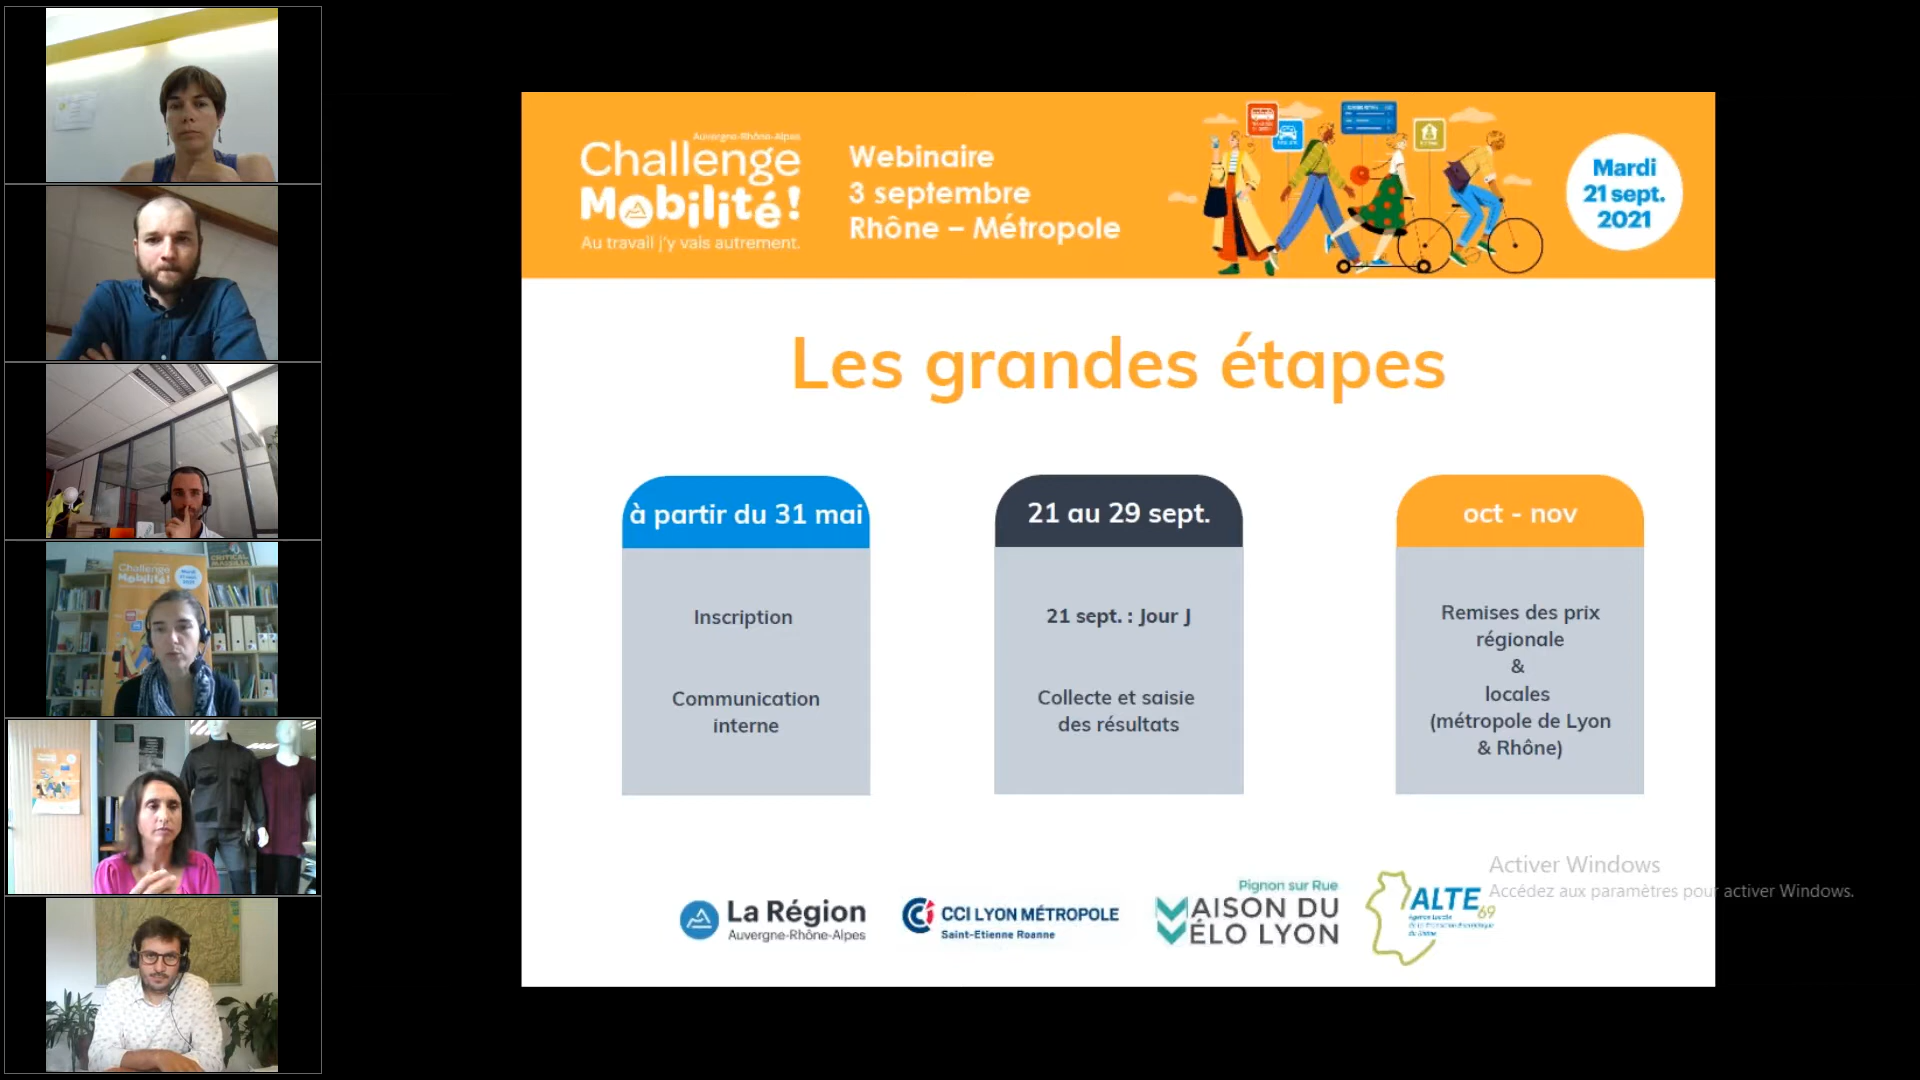 Auvergne-Rhône-Alpes
Challenge
Mobilité!
Au travail j'y vais autrement.
Webinaire
3 septembre
Rhône – Métropole
Mardi
21 sept.
2021
Les grandes étapes
à partir du 31 mai
Inscription
Communication
interne
21 au 29 sept.
21 sept. : Jour J
Collecte et saisie
des résultats
oct - nov
Remises des prix
régionale
&
locales
(métropole de Lyon
& Rhône)
La Région
Auvergne-Rhône-Alpes
CCI LYON MÉTROPOLE
Saint-Etienne Roanne
Pignon sur Rue
MAISON DU
VÉLO LYON
ALTE
69
Activer Windows
Accédez aux paramètres pour activer Windows.
Challenge
Mobilité!
CRITICAL